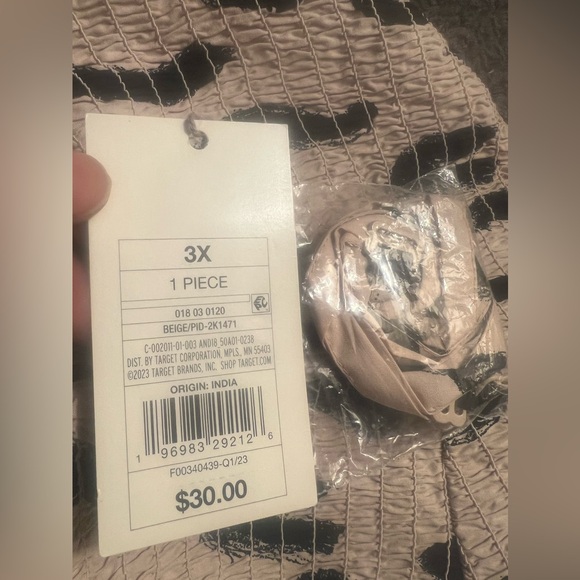 3X
1 PIECE
018 03 0120
BEIGE/PID-2K1471
C-002011-01-003 AND18_50A01-0238
DIST. BY TARGET CORPORATION, MPLS., MN 55403
©2023 TARGET BRANDS, INC. SHOP TARGET.COM
ORIGIN: INDIA
1 96983 29212 6
F00340439-Q1/23
$30.00